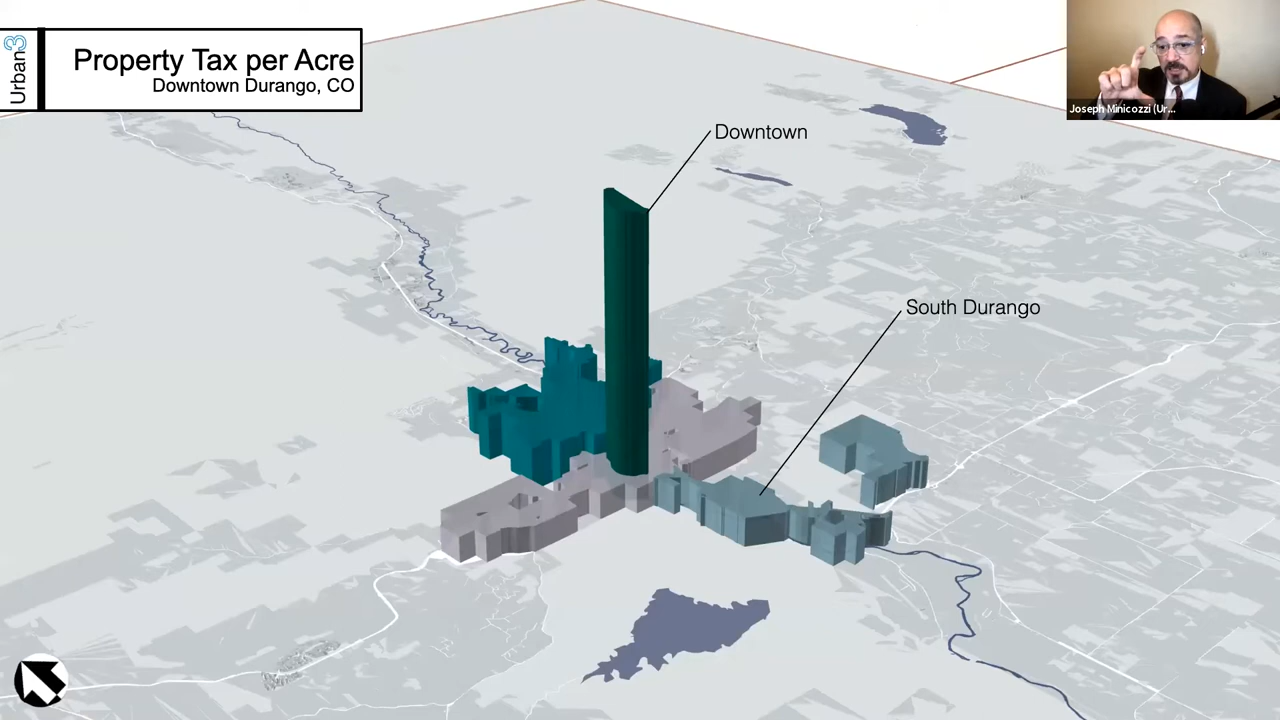 Urban3
Property Tax per Acre
Downtown Durango, CO
Joseph Minicozzi (Ur...
Downtown
South Durango